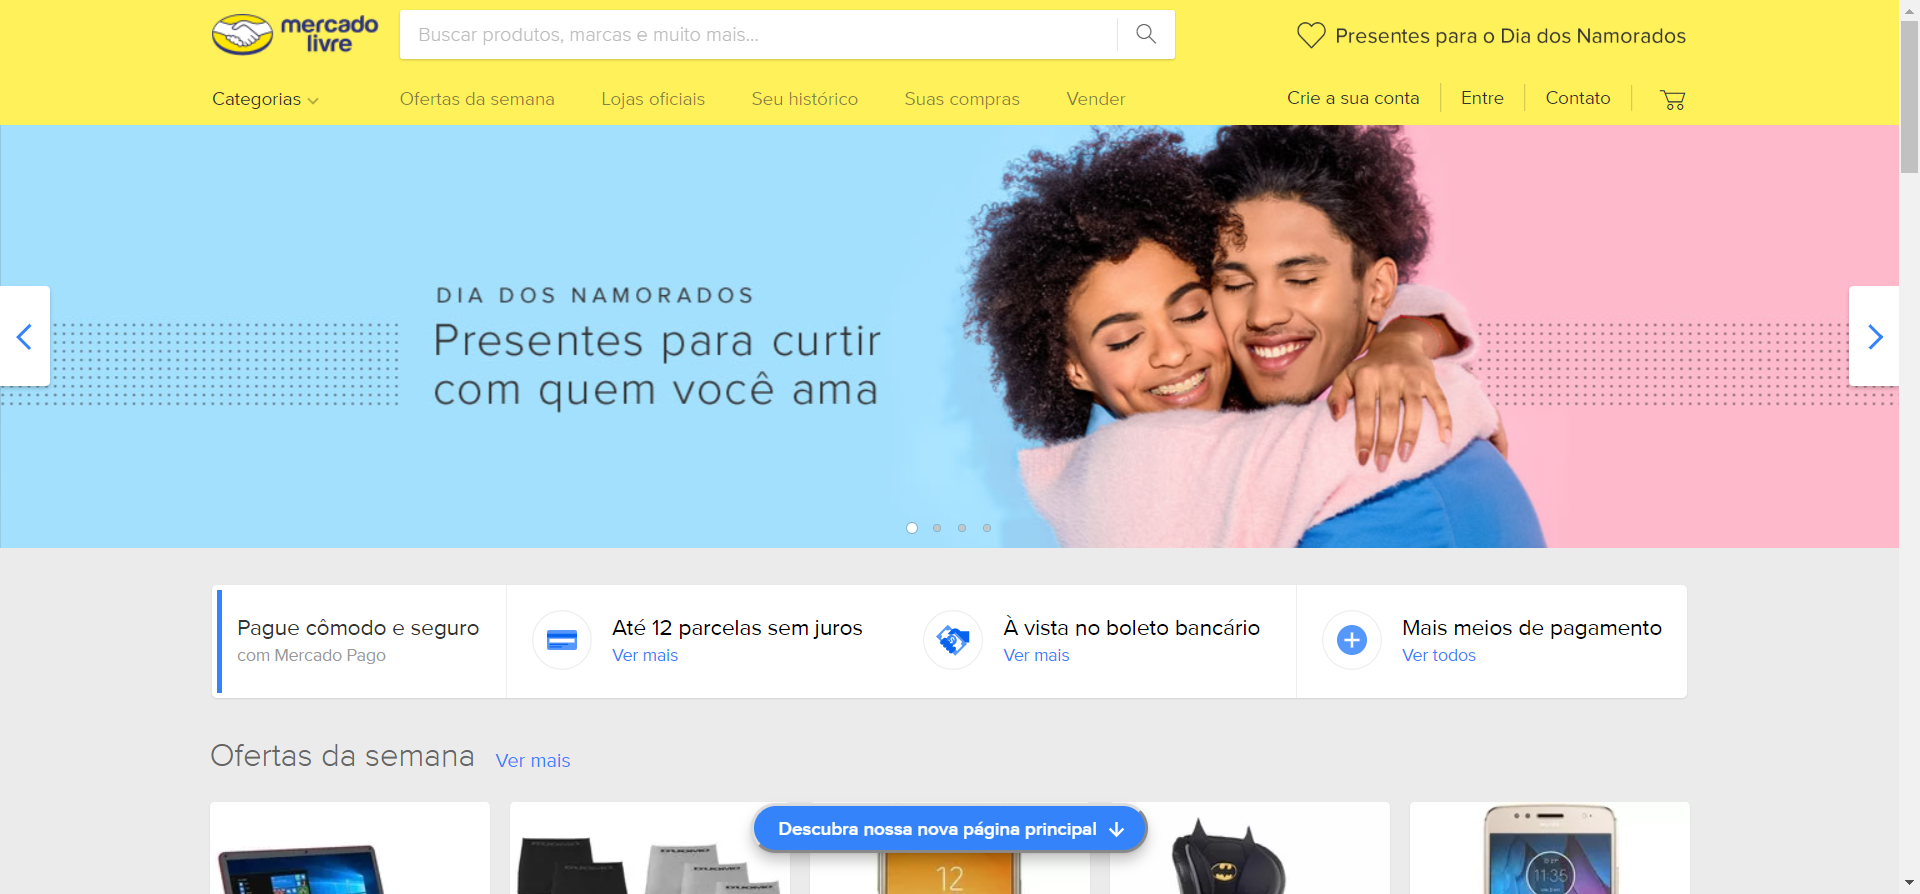 mercado
livre
Buscar produtos, marcas e muito mais...
Presentes para o Dia dos Namorados
Categorias
Ofertas da semana
Lojas oficiais
Seu histórico
Suas compras
Vender
Crie a sua conta
Entre
Contato
DIA DOS NAMORADOS
Presentes para curtir
com quem você ama
Pague cômodo e seguro
com Mercado Pago
Até 12 parcelas sem juros
Ver mais
À vista no boleto bancário
Ver mais
Mais meios de pagamento
Ver todos
Ofertas da semana
Ver mais
Descubra nossa nova página principal
D'UOMO
D'UOMO
D'UOMO
12
11:35